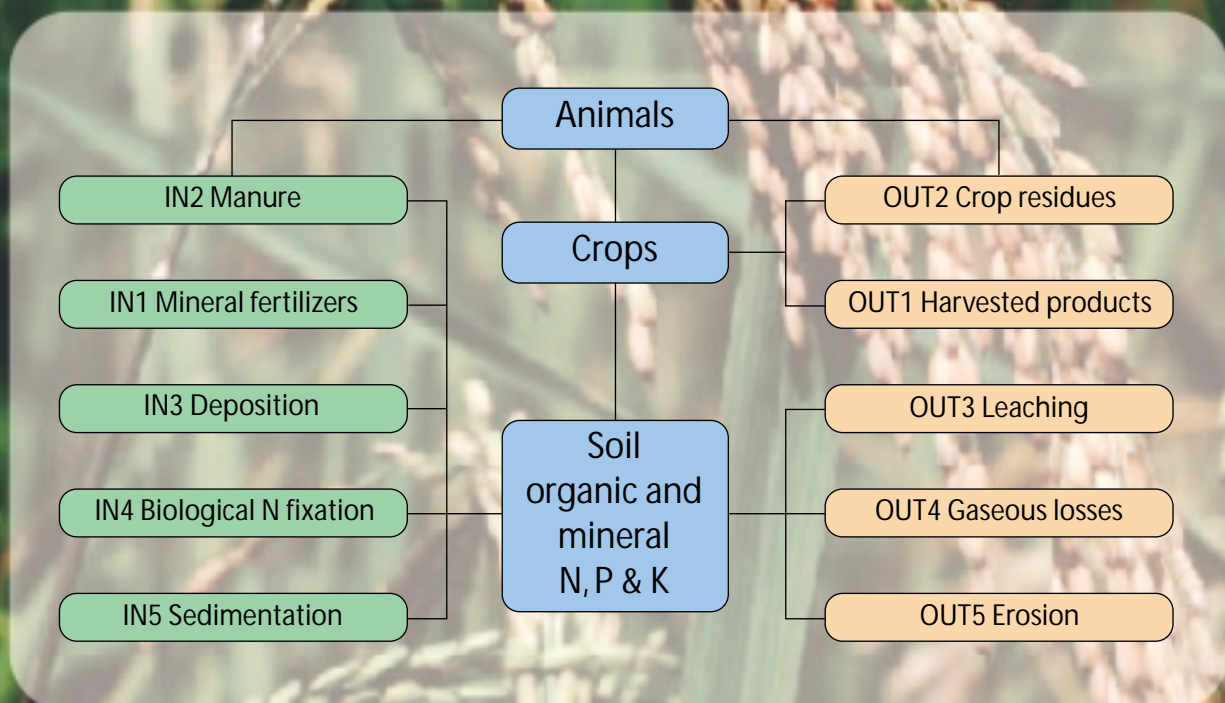 Animals
IN2 Manure
OUT2 Crop residues
Crops
IN1 Mineral fertilizers
OUT1 Harvested products
IN3 Deposition
OUT3 Leaching
Soil
organic and
mineral
N, P & K
IN4 Biological N fixation
OUT4 Gaseous losses
IN5 Sedimentation
OUT5 Erosion